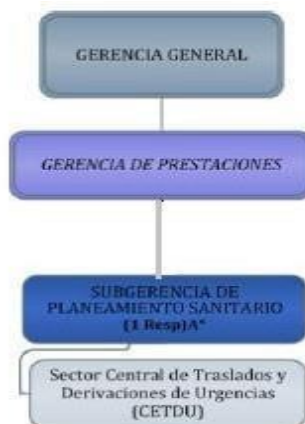 GERENCIA GENERAL
GERENCIA DE PRESTACIONES
SUBGERENCIA DE
PLANEAMIENTO SANITARIO
(1 Resp)A*
Sector Central de Traslados y
Derivaciones de Urgencias
(CETDU)